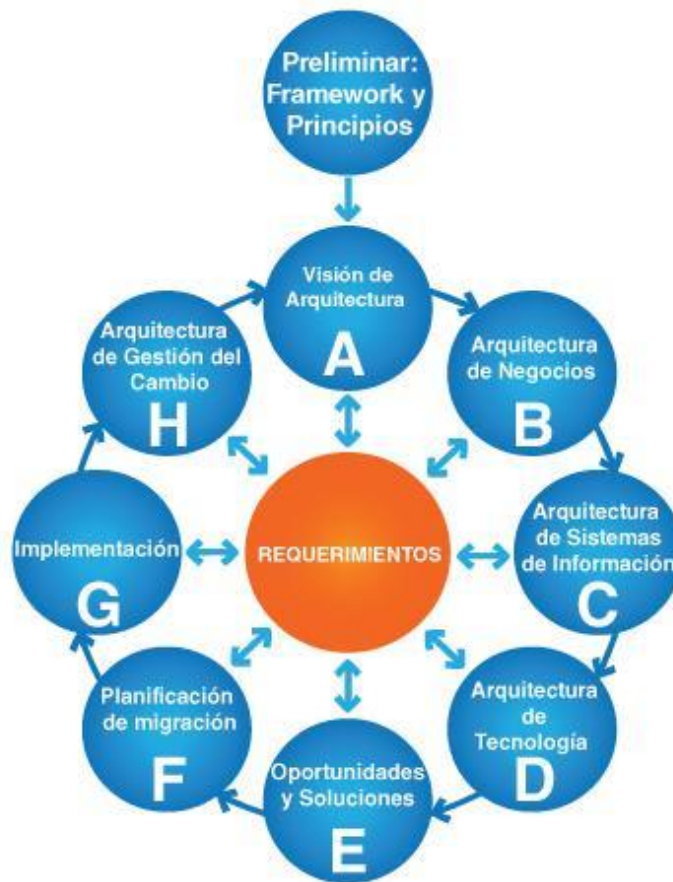 Preliminar:
Framework y
Principios
Visión de
Arquitectura
A
Arquitectura
de Negocios
B
Arquitectura
de Sistemas
de Información
C
Arquitectura
de
Tecnología
D
Oportunidades
y Soluciones
E
Planificación
de migración
F
Implementación
G
Arquitectura
de Gestión del
Cambio
H
REQUERIMIENTOS